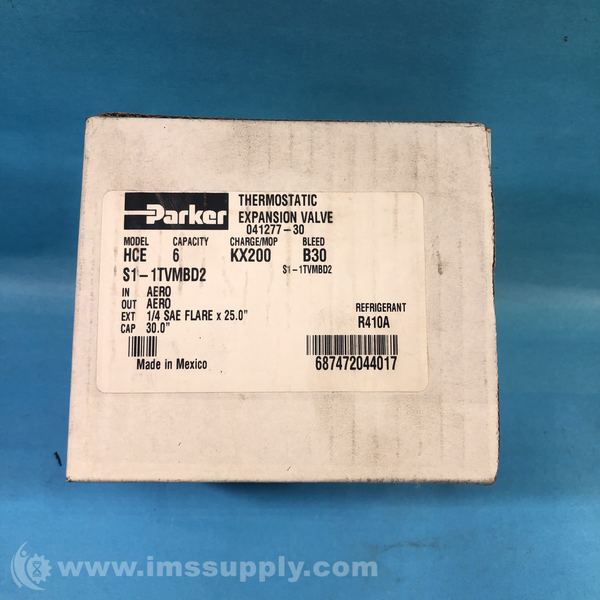 Parker
THERMOSTATIC
EXPANSION VALVE
041277-30
MODEL CAPACITY CHARGE/MOP BLEED
HCE 6 KX200 B30
S1-1TVMBD2 S1-1TVMBD2
IN AERO
OUT AERO
EXT 1/4 SAE FLARE x 25.0"
CAP 30.0"
REFRIGERANT
R410A
Made in Mexico
687472044017
© www.imssupply.com